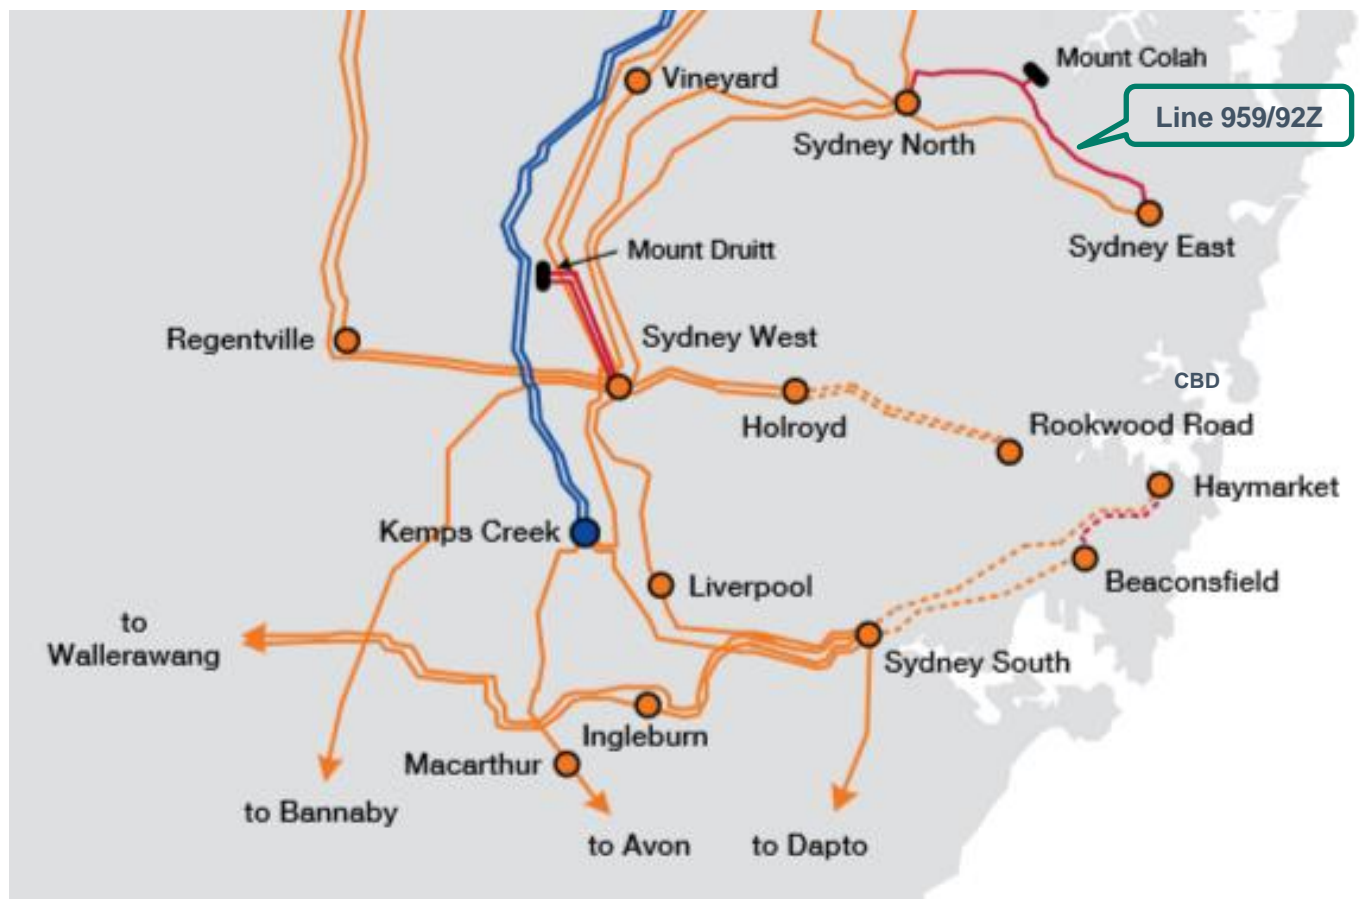 Mount Colah
Vineyard
Line 959/92Z
Sydney North
Sydney East
Mount Druitt
Regentville
Sydney West
CBD
Holroyd
Rookwood Road
Haymarket
Kemps Creek
Beaconsfield
Liverpool
to
Wallerawang
Sydney South
Ingleburn
Macarthur
to Bannaby
to Avon
to Dapto